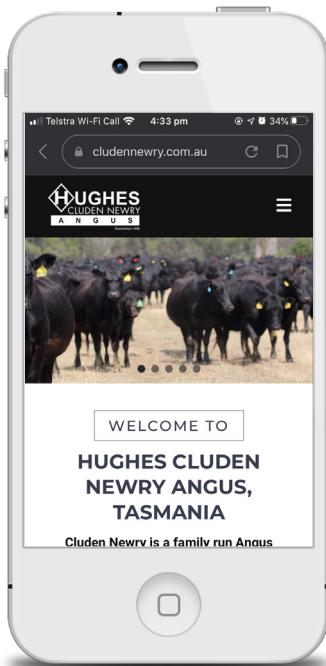 Telstra Wi-Fi Call 4:33 pm 34%
cludennewry.com.au
HUGHES
CLUDEN NEWRY
ANGUS
WELCOME TO
HUGHES CLUDEN
NEWRY ANGUS,
TASMANIA
Cluden Newry is a family run Angus